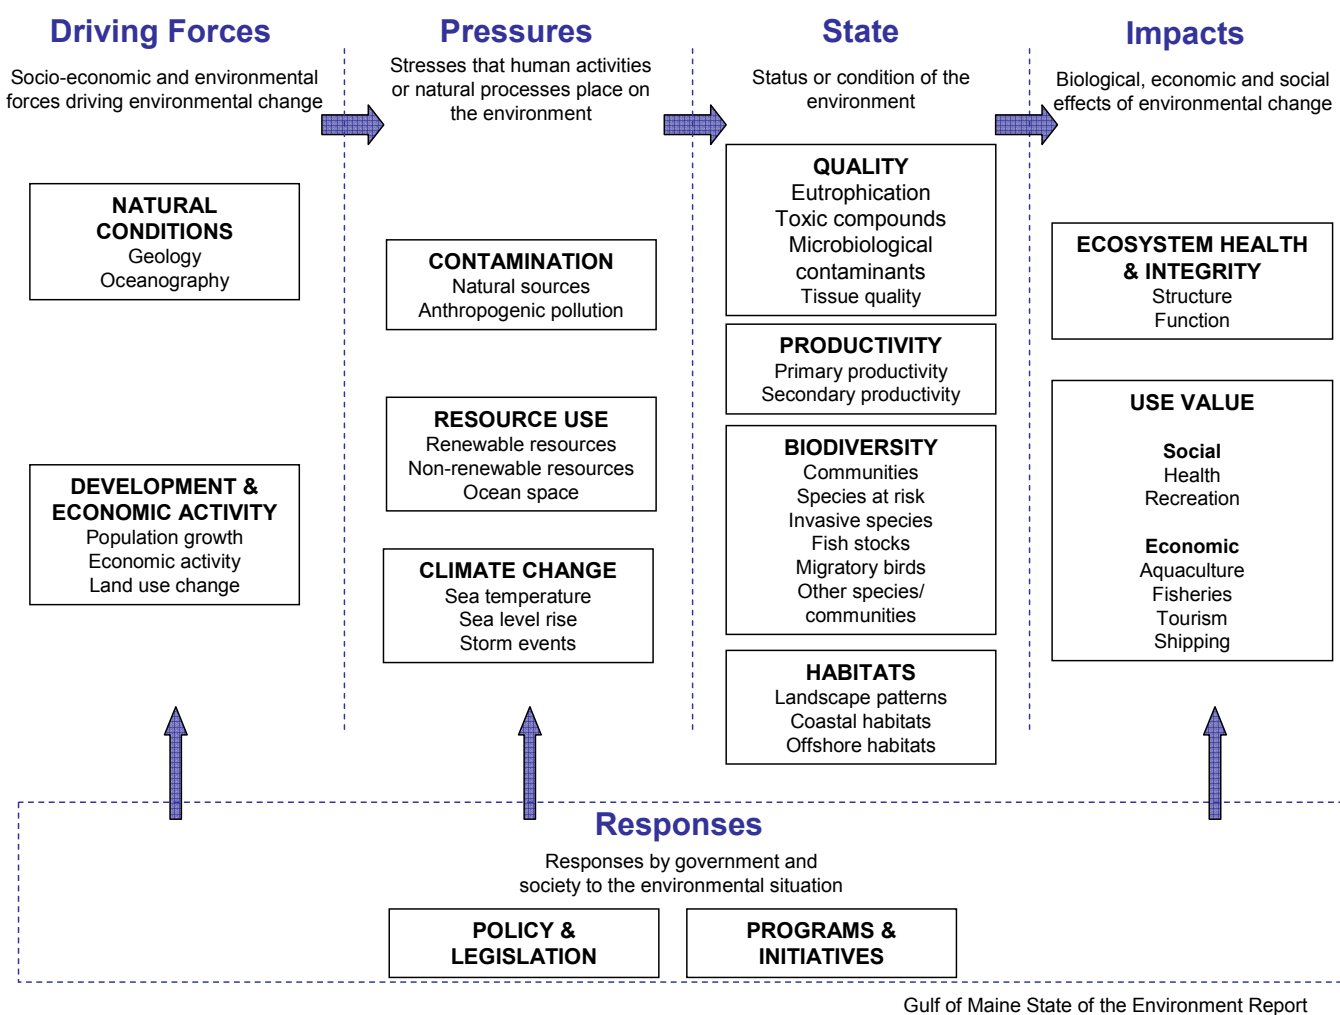 Driving Forces
Socio-economic and environmental
forces driving environmental change
NATURAL
CONDITIONS
Geology
Oceanography
DEVELOPMENT &
ECONOMIC ACTIVITY
Population growth
Economic activity
Land use change
Pressures
Stresses that human activities
or natural processes place on
the environment
CONTAMINATION
Natural sources
Anthropogenic pollution
RESOURCE USE
Renewable resources
Non-renewable resources
Ocean space
CLIMATE CHANGE
Sea temperature
Sea level rise
Storm events
State
Status or condition of the
environment
QUALITY
Eutrophication
Toxic compounds
Microbiological
contaminants
Tissue quality
PRODUCTIVITY
Primary productivity
Secondary productivity
BIODIVERSITY
Communities
Species at risk
Invasive species
Fish stocks
Migratory birds
Other species/
communities
HABITATS
Landscape patterns
Coastal habitats
Offshore habitats
Impacts
Biological, economic and social
effects of environmental change
ECOSYSTEM HEALTH
& INTEGRITY
Structure
Function
USE VALUE
Social
Health
Recreation
Economic
Aquaculture
Fisheries
Tourism
Shipping
Responses
Responses by government and
society to the environmental situation
POLICY &
LEGISLATION
PROGRAMS &
INITIATIVES
Gulf of Maine State of the Environment Report